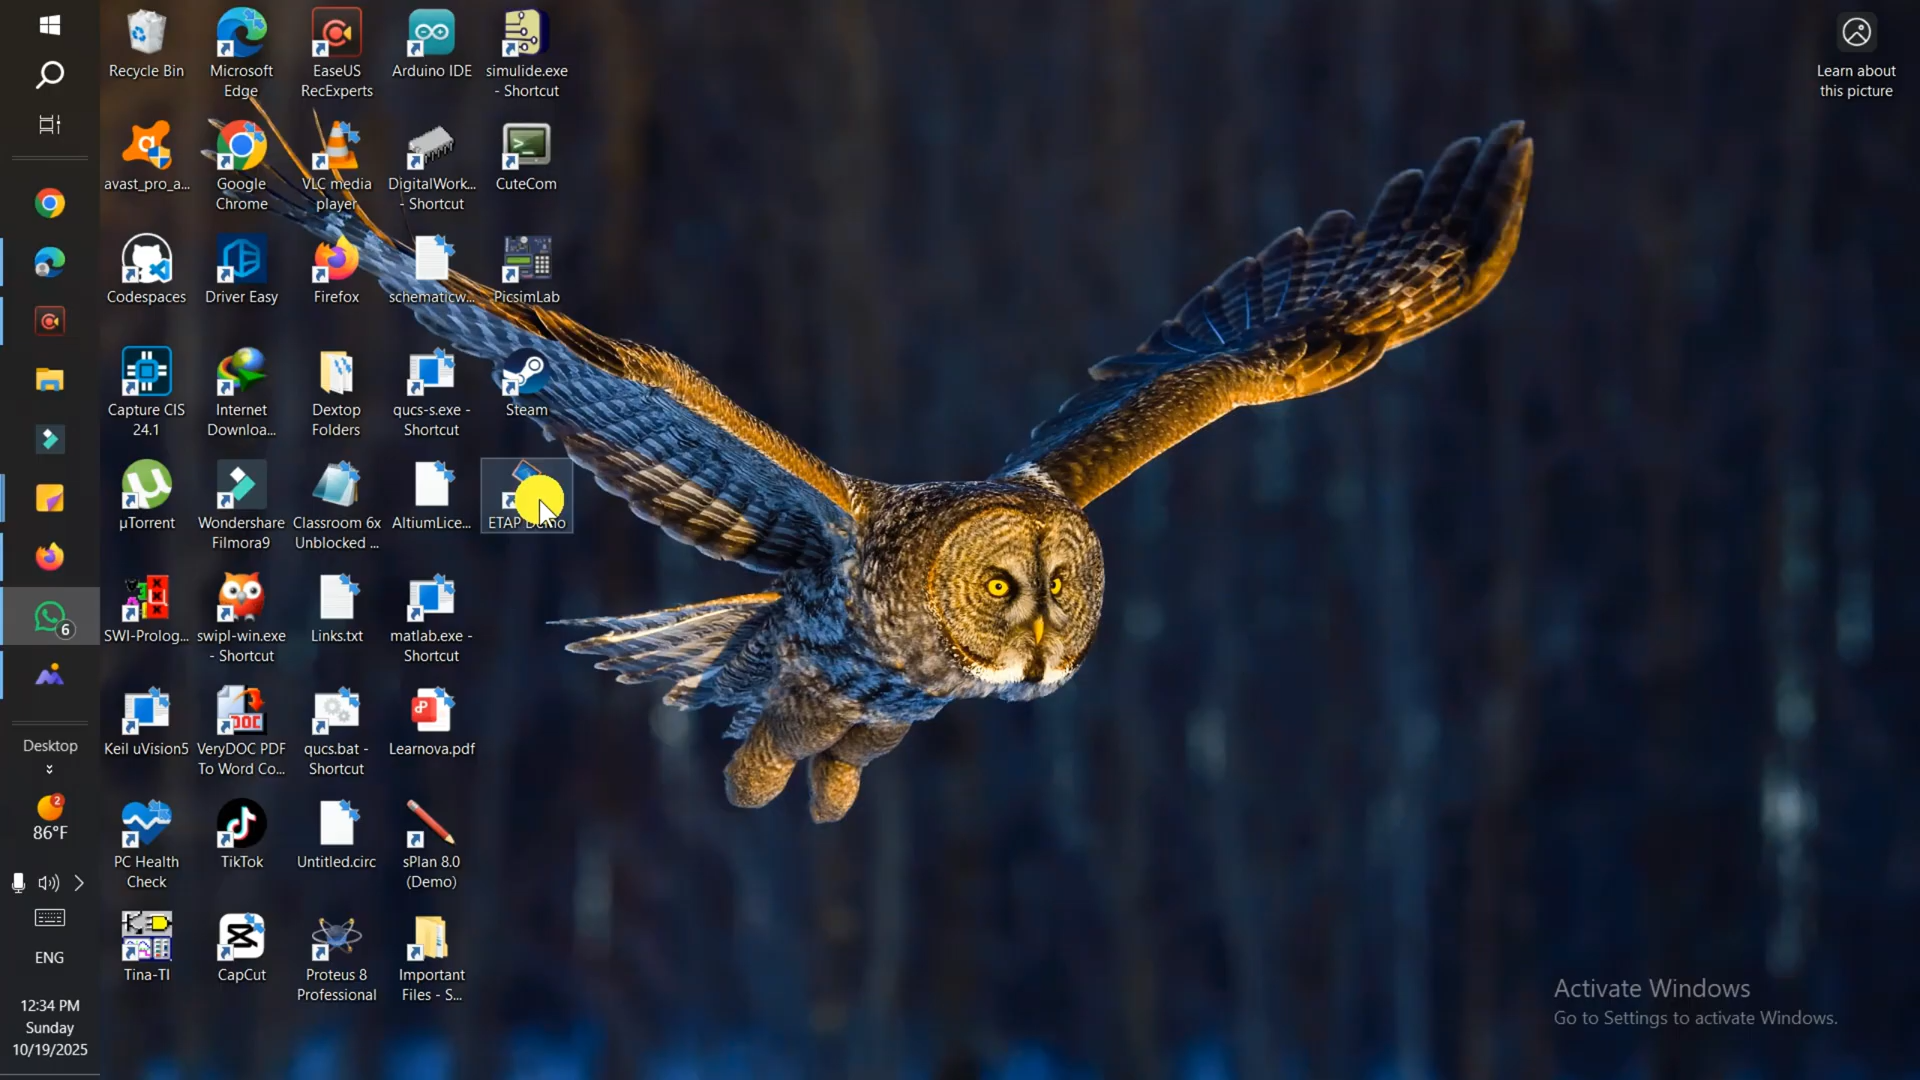 Recycle Bin
Microsoft
Edge
EaseUS
RecExperts
Arduino IDE
simulide.exe
- Shortcut
Learn about
this picture
avast_pro_a...
Google
Chrome
VLC media
player
DigitalWork...
- Shortcut
CuteCom
Codespaces
Driver Easy
Firefox
schematicw...
PicsimLab
Capture CIS
24.1
Internet
Downloa...
Dextop
Folders
qucs-s.exe -
Shortcut
Steam
µTorrent
Wondershare
Filmora9
Classroom 6x
Unblocked ...
AltiumLice...
ETAP Demo
SWI-Prolog...
swipl-win.exe
- Shortcut
Links.txt
matlab.exe -
Shortcut
Keil uVision5
VeryDOC PDF
To Word Co...
qucs.bat -
Shortcut
Learnova.pdf
PC Health
Check
TikTok
Untitled.circ
sPlan 8.0
(Demo)
Tina-TI
CapCut
Proteus 8
Professional
Important
Files - S...
6
Desktop
2
86°F
ENG
12:34 PM
Sunday
10/19/2025
Activate Windows
Go to Settings to activate Windows.